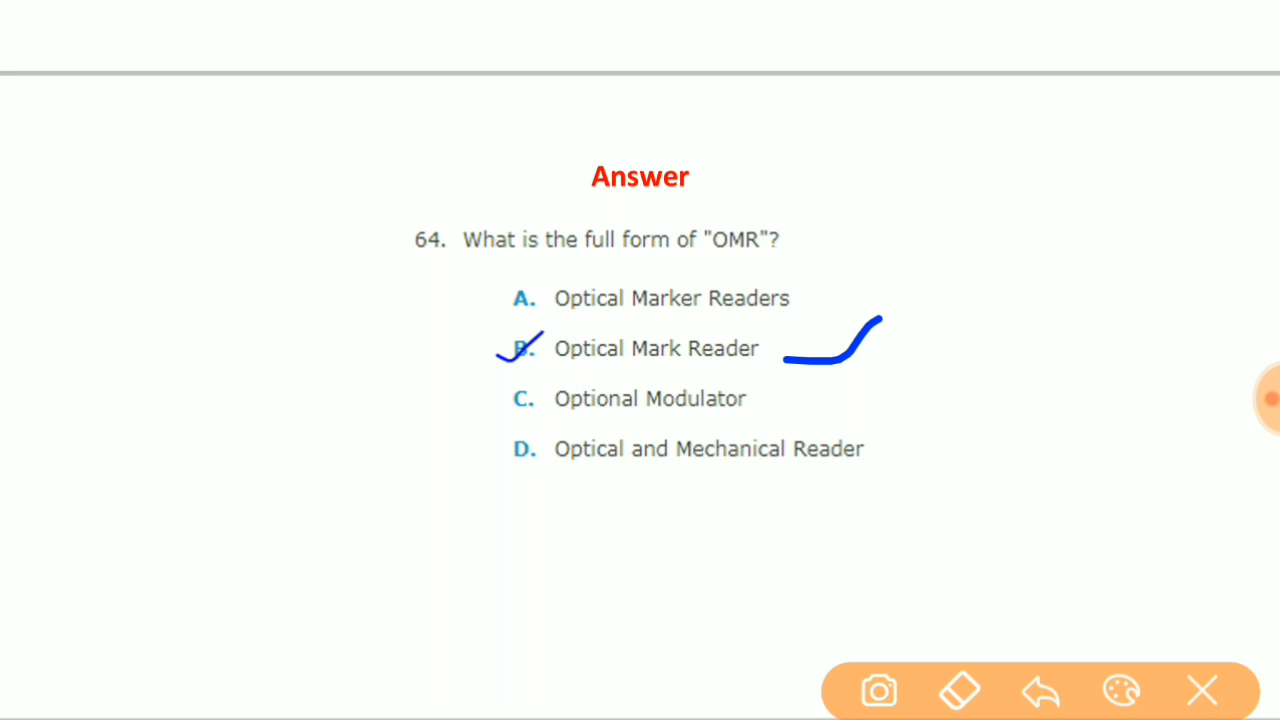 Answer
64. What is the full form of "OMR"?
A. Optical Marker Readers
B. Optical Mark Reader
C. Optional Modulator
D. Optical and Mechanical Reader